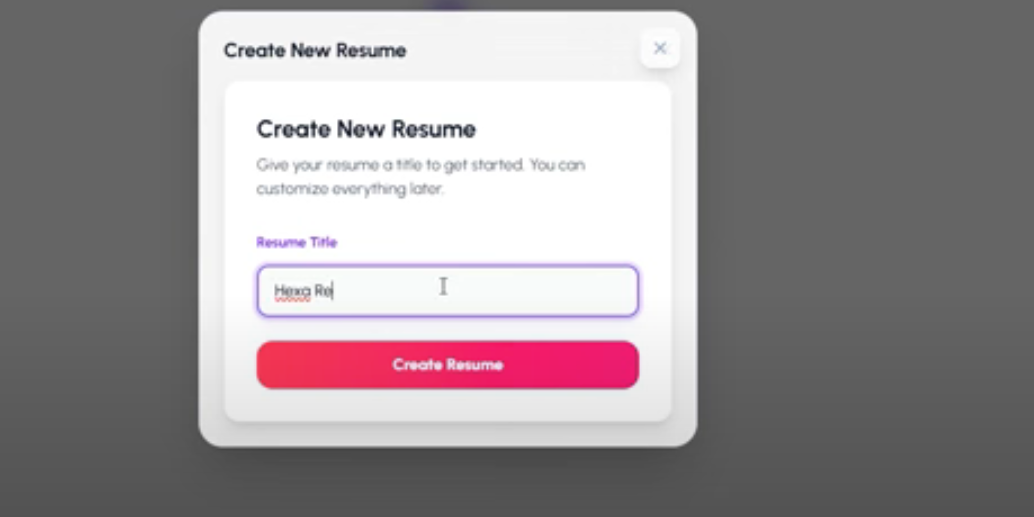 Create New Resume
Create New Resume
Give your resume a title to get started. You can
customize everything later.
Resume Title
Hexa Re
Create Resume